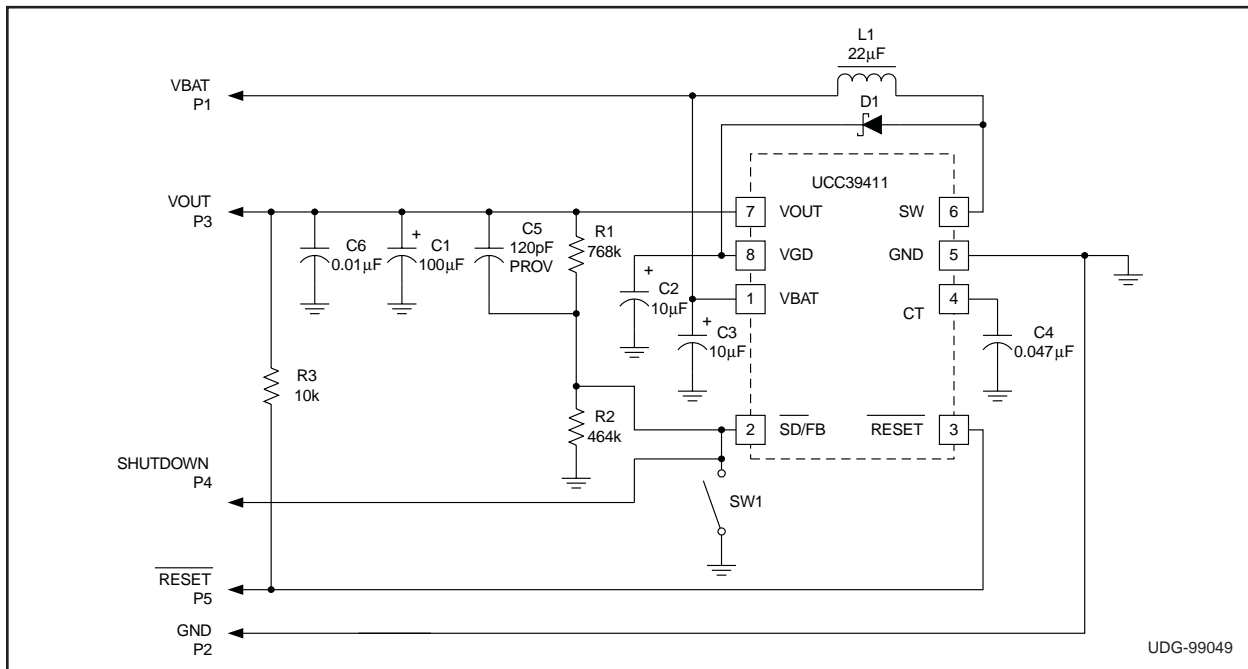 L1
22µF
VBAT
P1
D1
UCC39411
VOUT
P3
7
VOUT
SW
6
C6
0.01µF
+
C1
100µF
C5
120pF
PROV
R1
768k
8
VGD
GND
5
+
C2
10µF
1
VBAT
CT
4
+
C3
10µF
C4
0.047µF
R3
10k
R2
464k
2
SD/FB
RESET
3
SHUTDOWN
P4
SW1
RESET
P5
GND
P2
UDG-99049